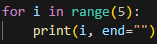 for i in range(5):
    print(i, end="")